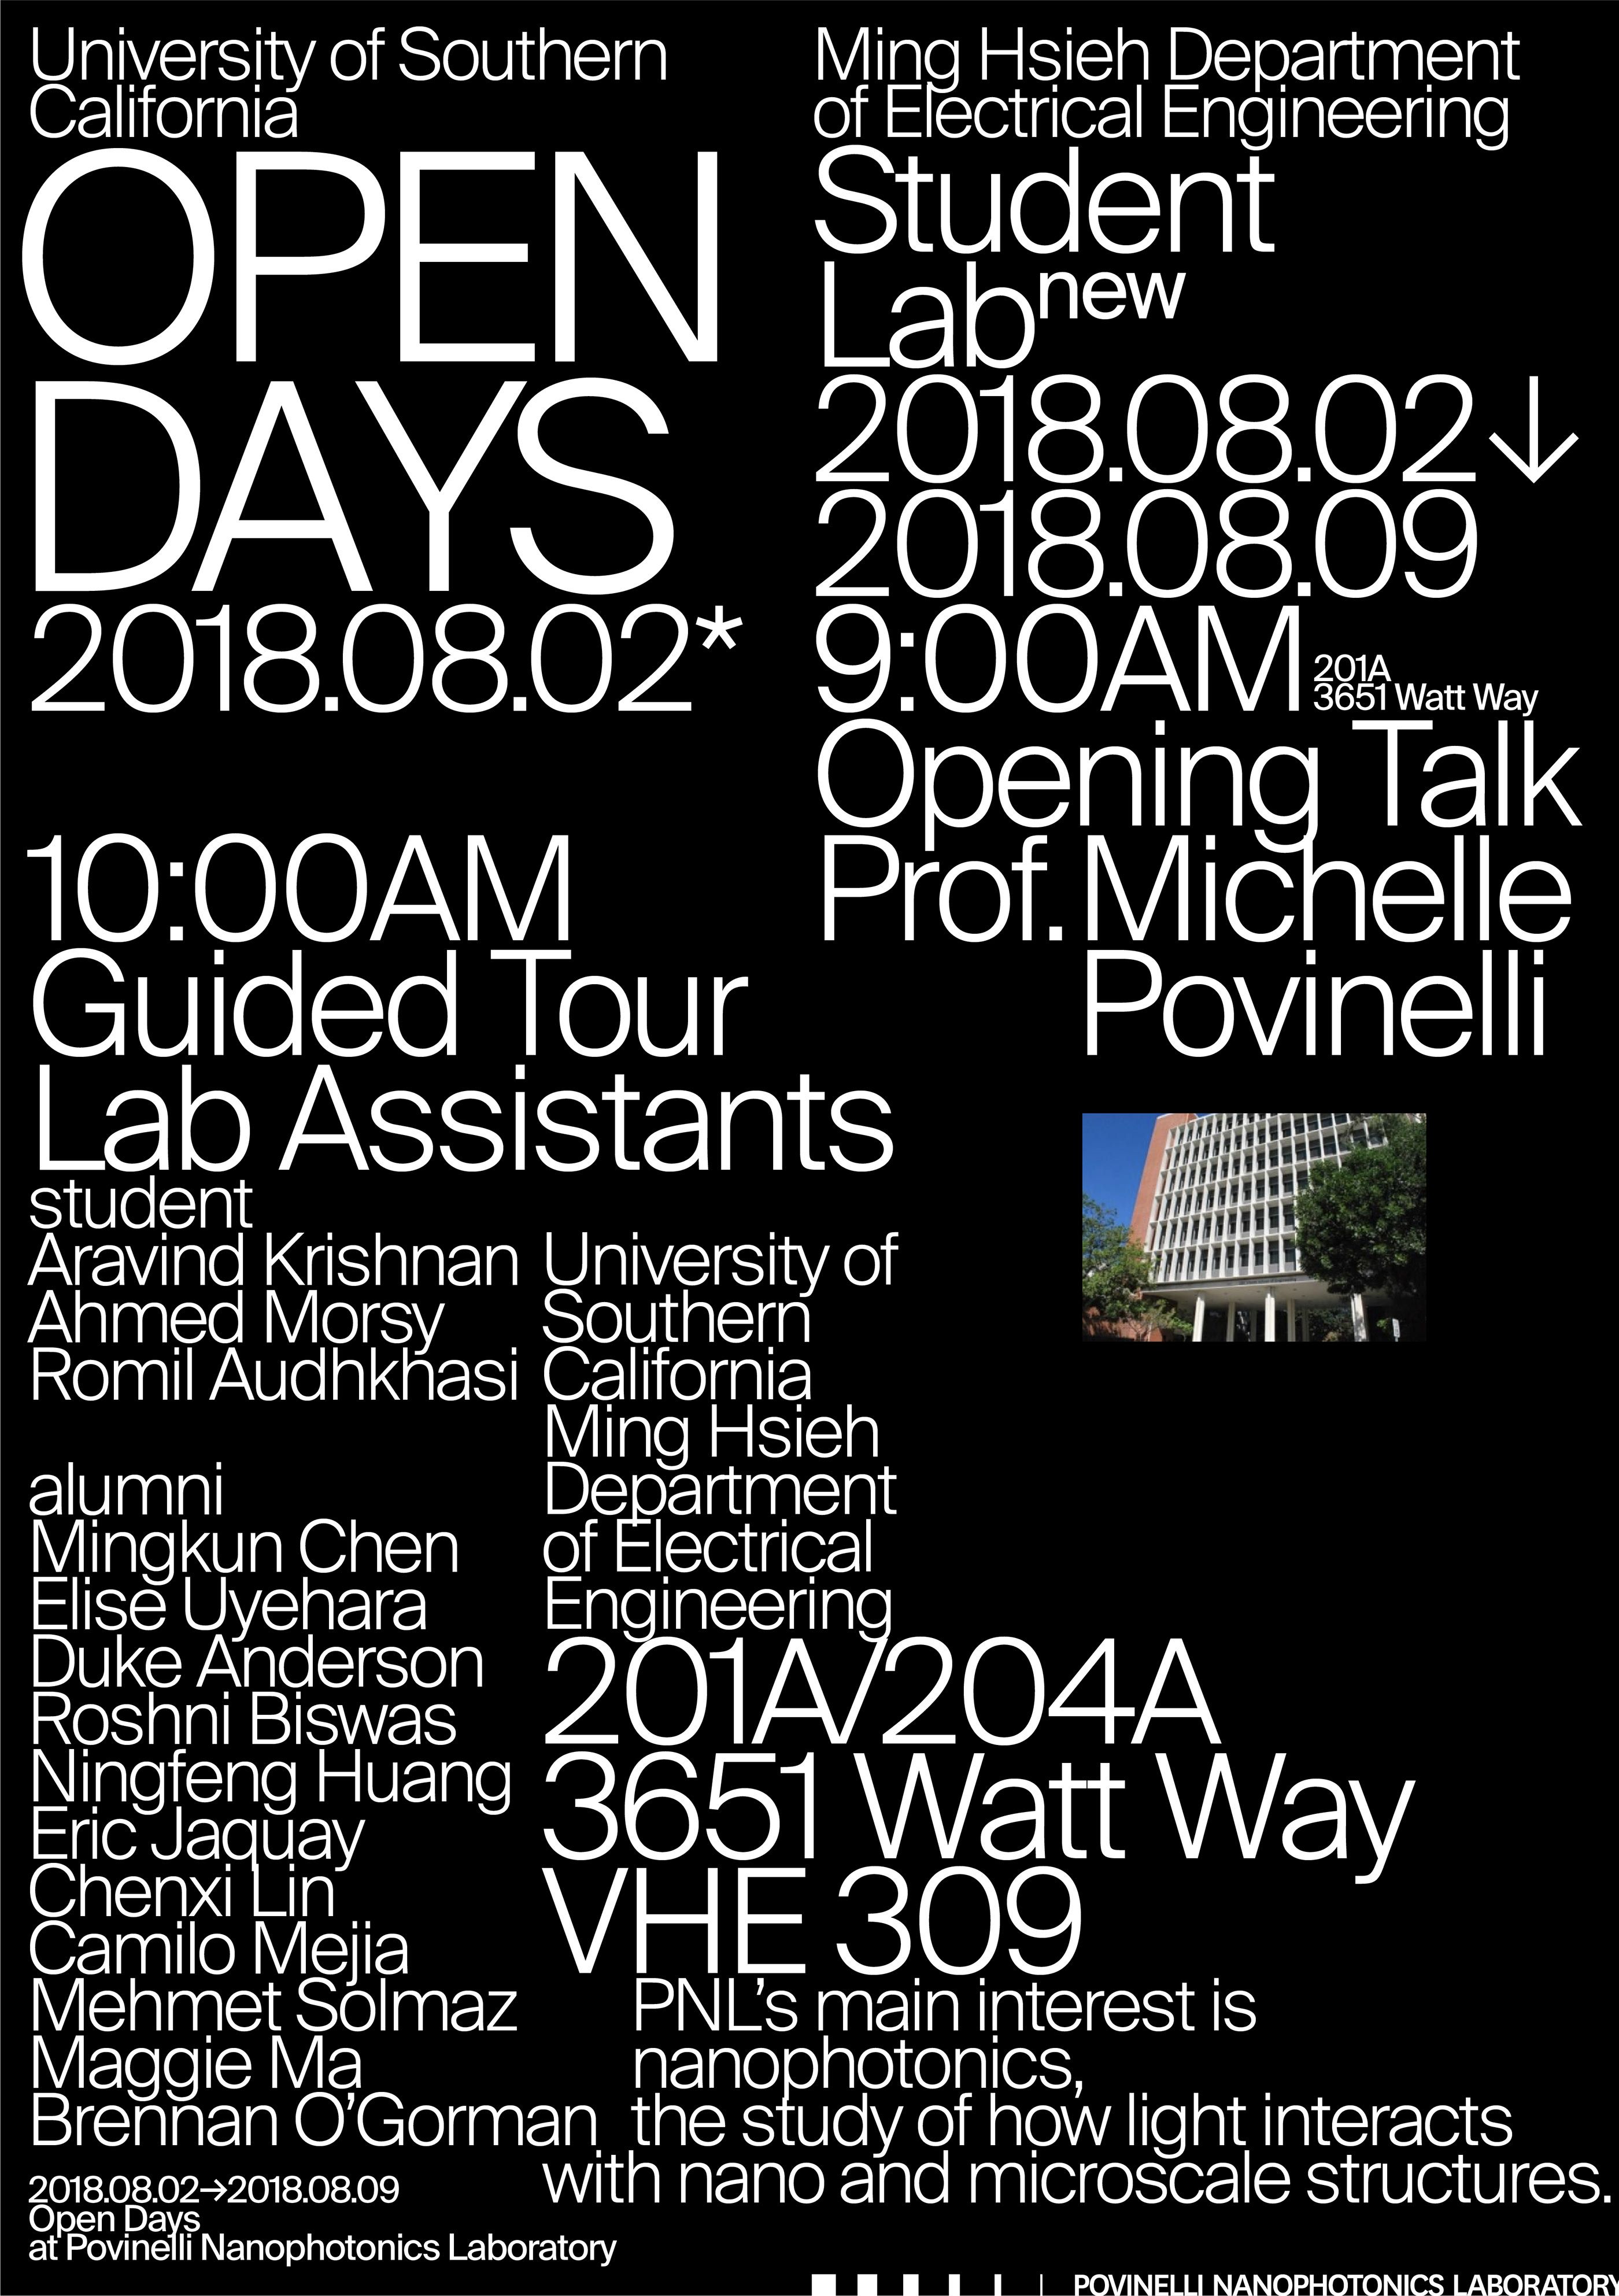 University of Southern
California
OPEN
DAYS
2018.08.02*
Ming Hsieh Department
of Electrical Engineering
Student
Lab new
2018.08.02↓
2018.08.09
9:00AM
201A
3651 Watt Way
Opening Talk
Prof. Michelle
Povinelli
10:00AM
Guided Tour
Lab Assistants
student
Aravind Krishnan
Ahmed Morsy
Romil Audhkhasi
alumni
Mingkun Chen
Elise Uyehara
Duke Anderson
Roshni Biswas
Ningfeng Huang
Eric Jaquay
Chenxi Lin
Camilo Mejia
Mehmet Solmaz
Maggie Ma
Brennan O’Gorman
University of
Southern
California
Ming Hsieh
Department
of Electrical
Engineering
201A/204A
3651 Watt Way
VHE 309
PNL’s main interest is
nanophotonics,
the study of how light interacts
with nano and microscale structures.
2018.08.02→2018.08.09
Open Days
at Povinelli Nanophotonics Laboratory
POVINELLI NANOPHOTONICS LABORATORY